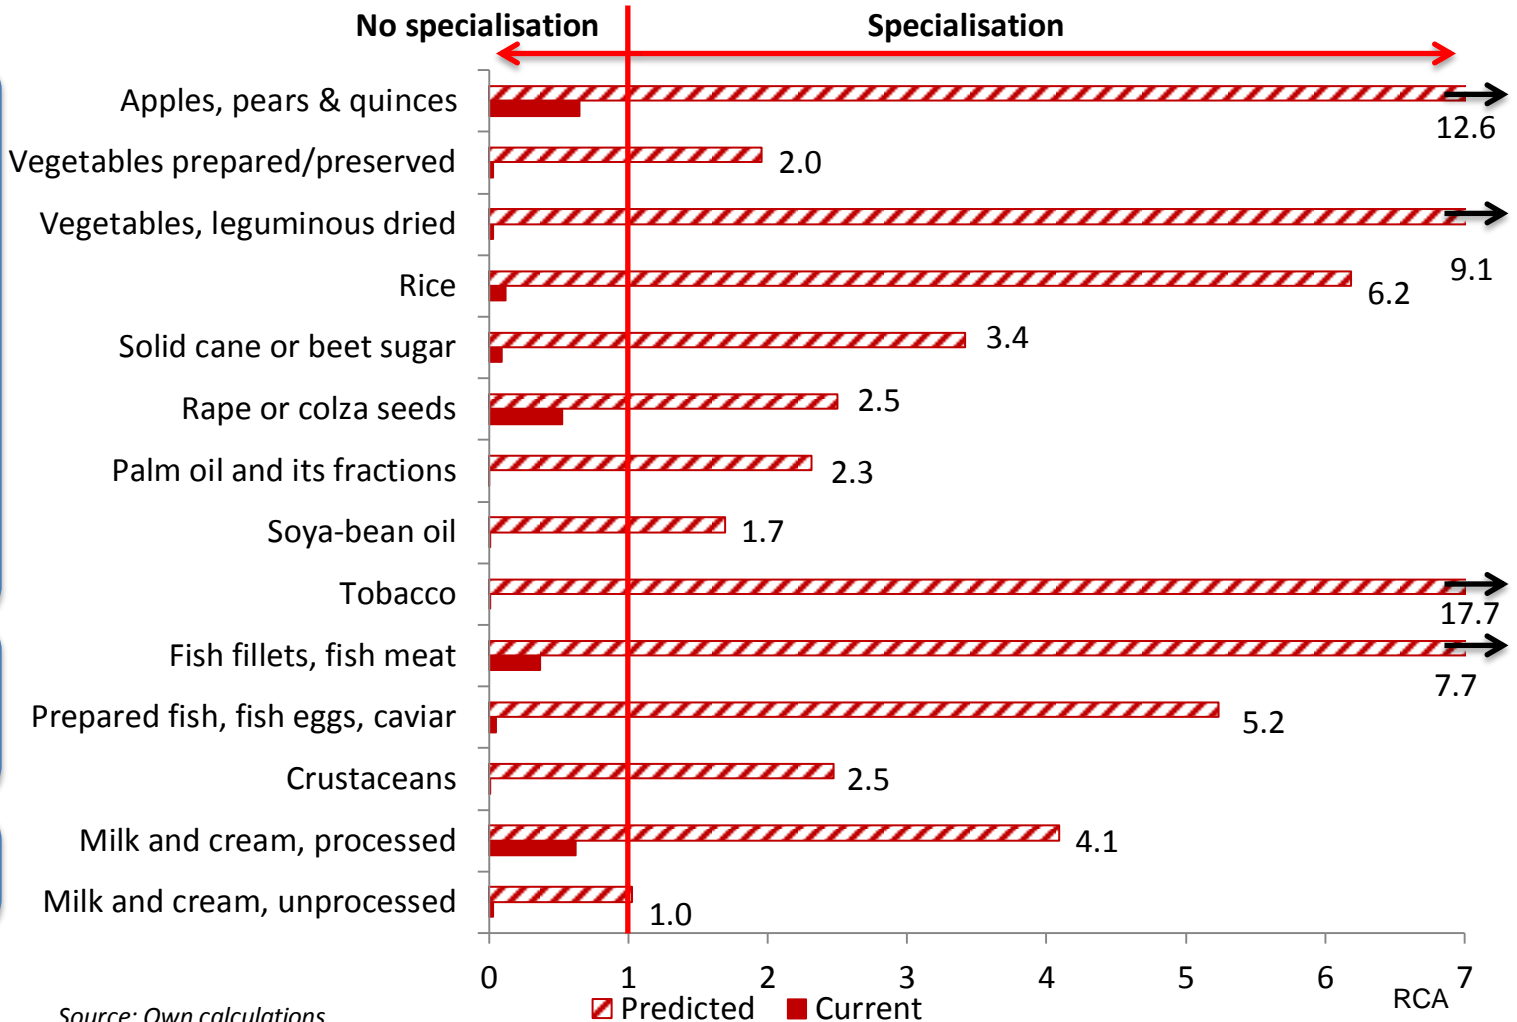 No specialisation Specialisation
Apples, pears & quinces
12.6
Vegetables prepared/preserved 2.0
Vegetables, leguminous dried
9.1
Rice 6.2
Solid cane or beet sugar 3.4
Rape or colza seeds 2.5
Palm oil and its fractions 2.3
Soya-bean oil 1.7
Tobacco
17.7
Fish fillets, fish meat
7.7
Prepared fish, fish eggs, caviar 5.2
Crustaceans 2.5
Milk and cream, processed 4.1
Milk and cream, unprocessed 1.0
0 1 2 3 4 5 6 7
RCA
Predicted Current
Source: Own calculations